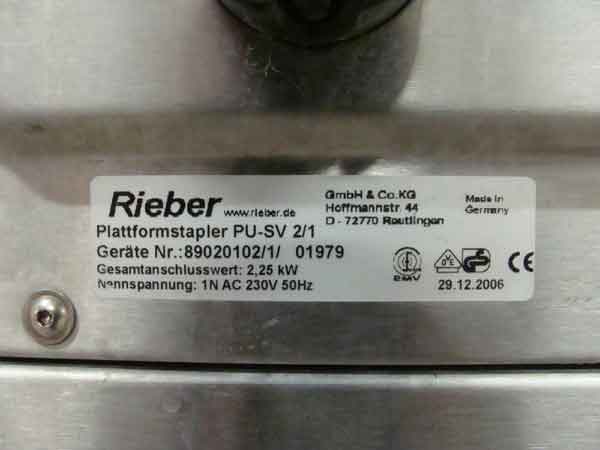 Rieber www.rieber.de
GmbH & Co.KG
Hoffmannstr. 44
D - 72770 Reutlingen
Made in
Germany
Plattformstapler PU-SV 2/1
Geräte Nr.:89020102/1/ 01979
Gesamtanschlusswert: 2,25 kW
Nennspannung: 1N AC 230V 50Hz
EMV
29.12.2006
CE